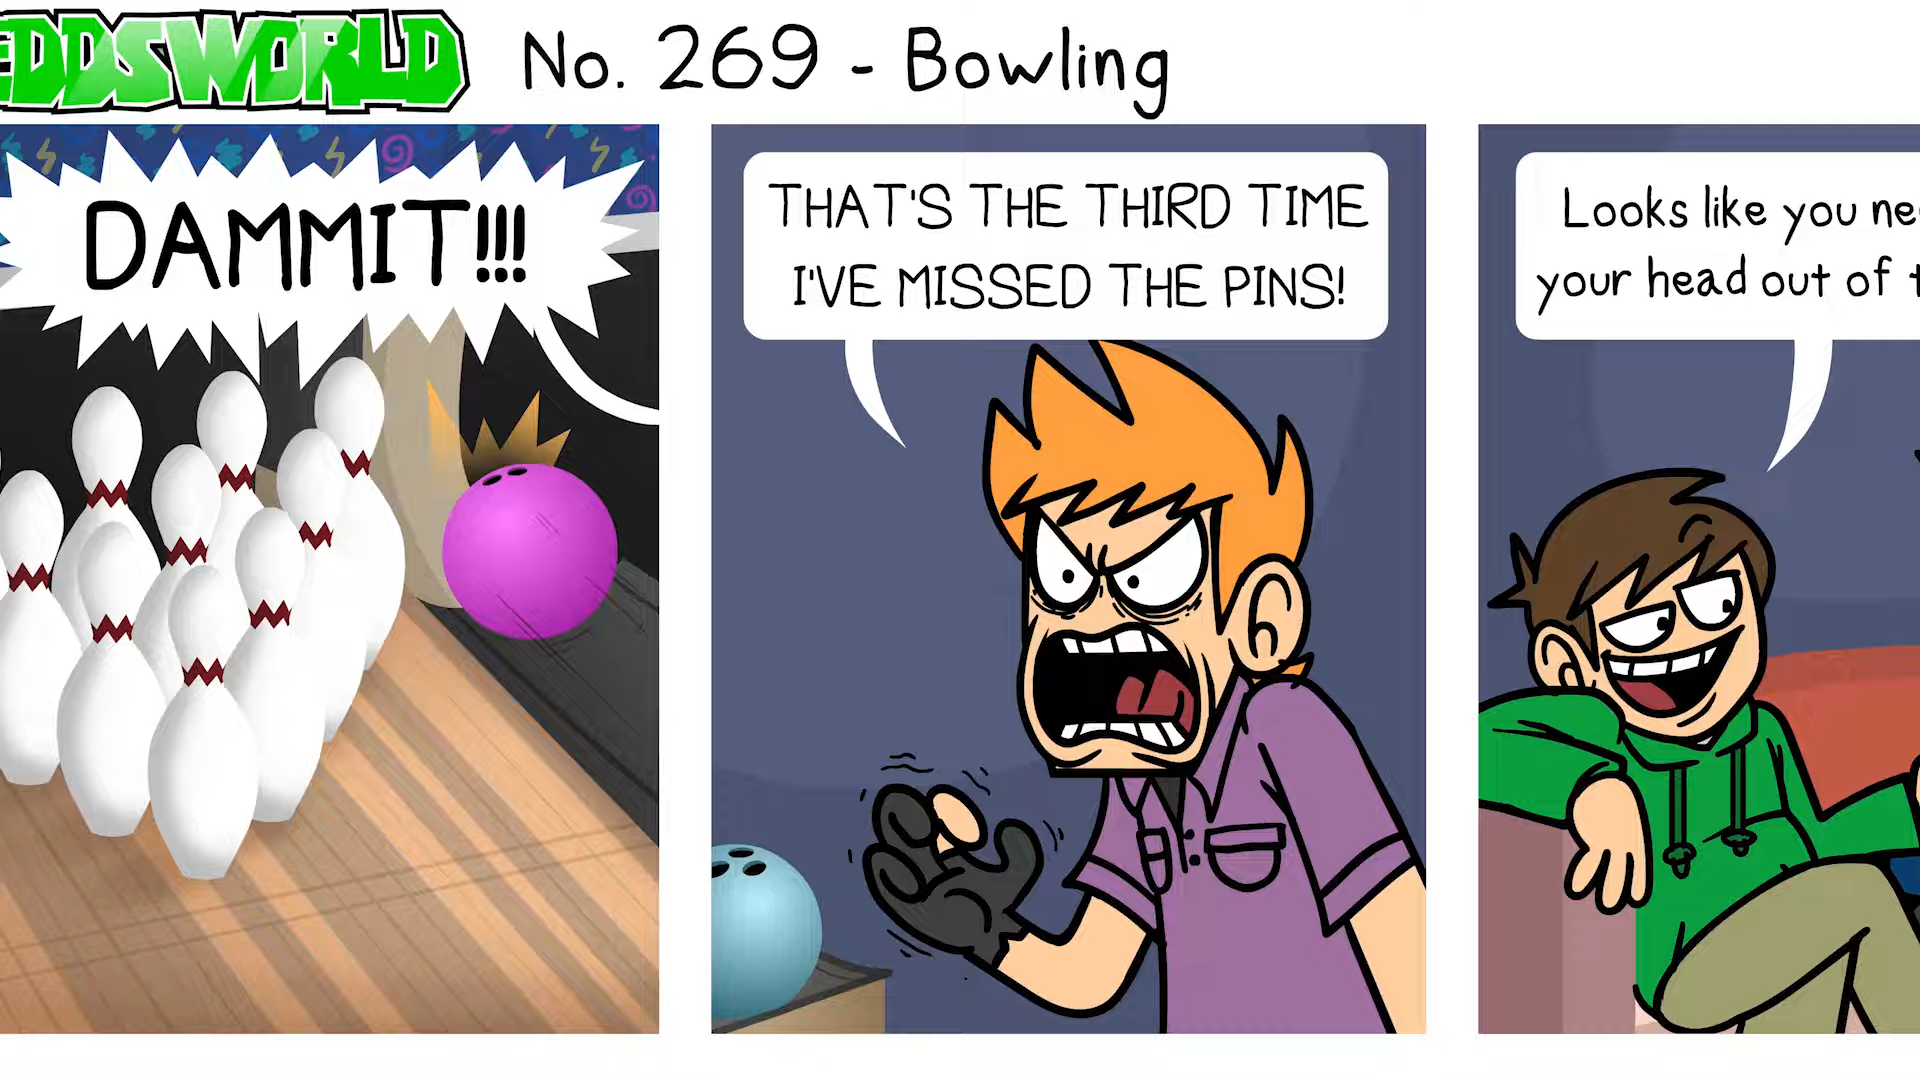 EDDSWORLD No. 269 - Bowling
DAMMIT!!!
THAT'S THE THIRD TIME
I'VE MISSED THE PINS!
Looks like you
your head out of